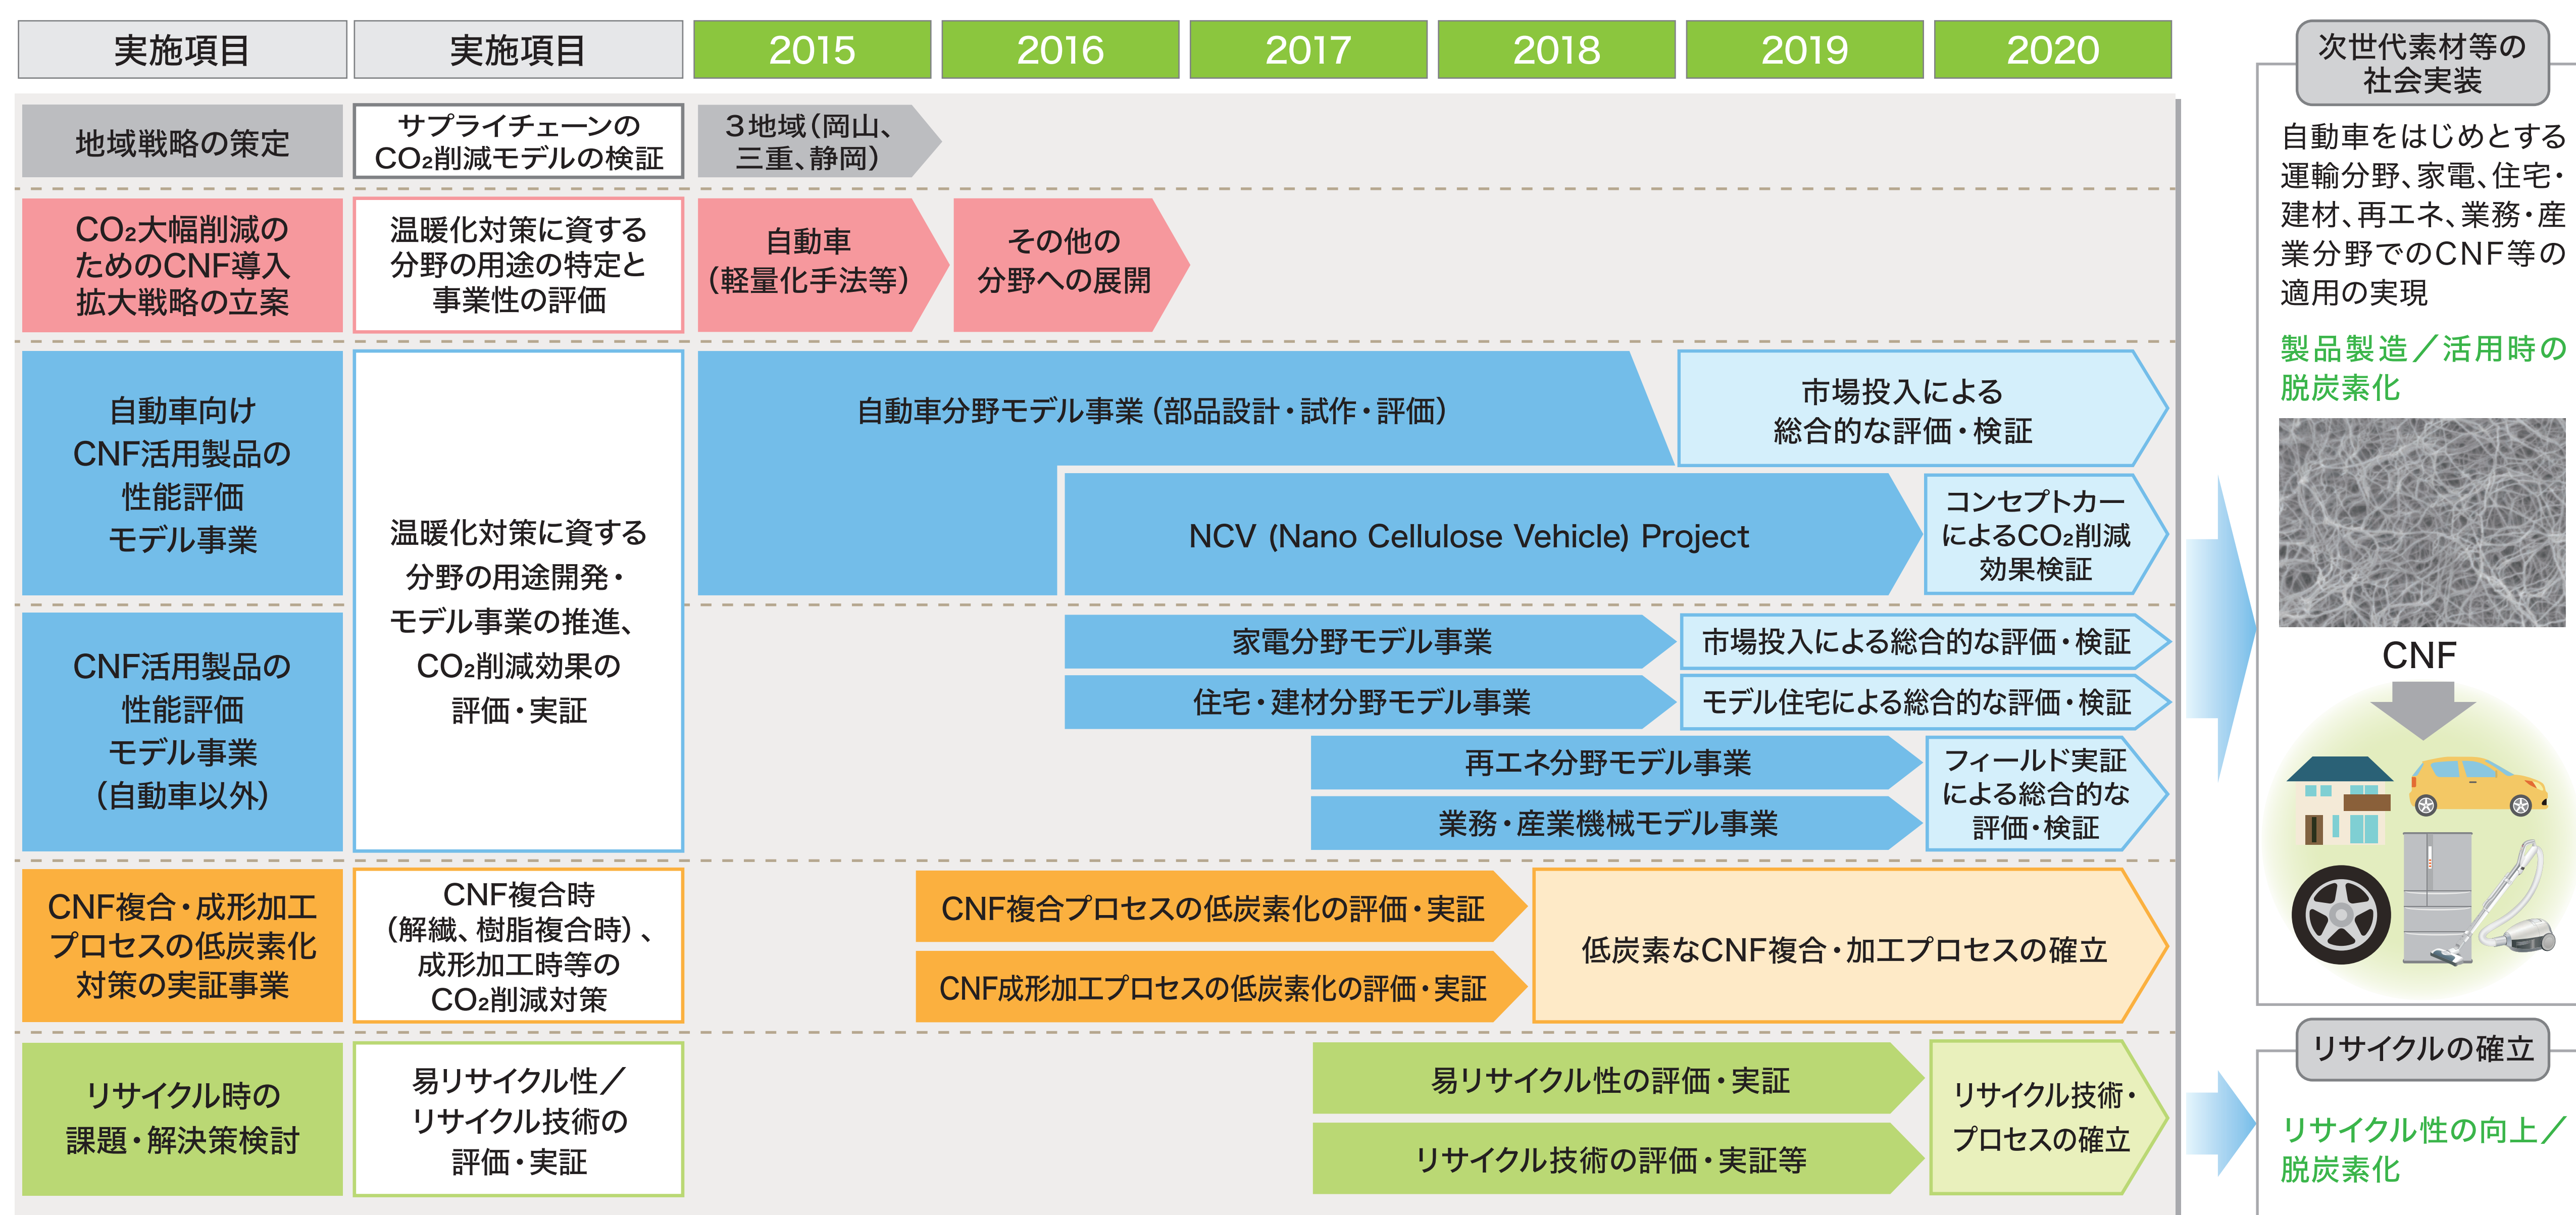 実施項目
実施項目
2015
2016
2017
2018
2019
2020
地域戦略の策定
サプライチェーンの
CO₂削減モデルの検証
3地域(岡山、
三重、静岡)
CO₂大幅削減の
ためのCNF導入
拡大戦略の立案
温暖化対策に資する
分野の用途の特定と
事業性の評価
自動車
(軽量化手法等)
その他の
分野への展開
自動車向け
CNF活用製品の
性能評価
モデル事業
温暖化対策に資する
分野の用途開発・
モデル事業の推進、
CO₂削減効果の
評価・実証
自動車分野モデル事業(部品設計・試作・評価)
市場投入による
総合的な評価・検証
NCV (Nano Cellulose Vehicle) Project
コンセプトカー
によるCO₂削減
効果検証
CNF活用製品の
性能評価
モデル事業
(自動車以外)
家電分野モデル事業
市場投入による総合的な評価・検証
住宅・建材分野モデル事業
モデル住宅による総合的な評価・検証
再エネ分野モデル事業
業務・産業機械モデル事業
フィールド実証
による総合的な
評価・検証
CNF複合・成形加工
プロセスの低炭素化
対策の実証事業
CNF複合時
(解繊、樹脂複合時)、
成形加工時等の
CO₂削減対策
CNF複合プロセスの低炭素化の評価・実証
CNF成形加工プロセスの低炭素化の評価・実証
低炭素なCNF複合・加工プロセスの確立
リサイクル時の
課題・解決策検討
易リサイクル性/
リサイクル技術の
評価・実証
易リサイクル性の評価・実証
リサイクル技術の評価・実証等
リサイクル技術・
プロセスの確立
次世代素材等の
社会実装
自動車をはじめとする
運輸分野、家電、住宅・
建材、再エネ、業務・産
業分野でのCNF等の
適用の実現
製品製造/活用時の
脱炭素化
CNF
リサイクルの確立
リサイクル性の向上/
脱炭素化